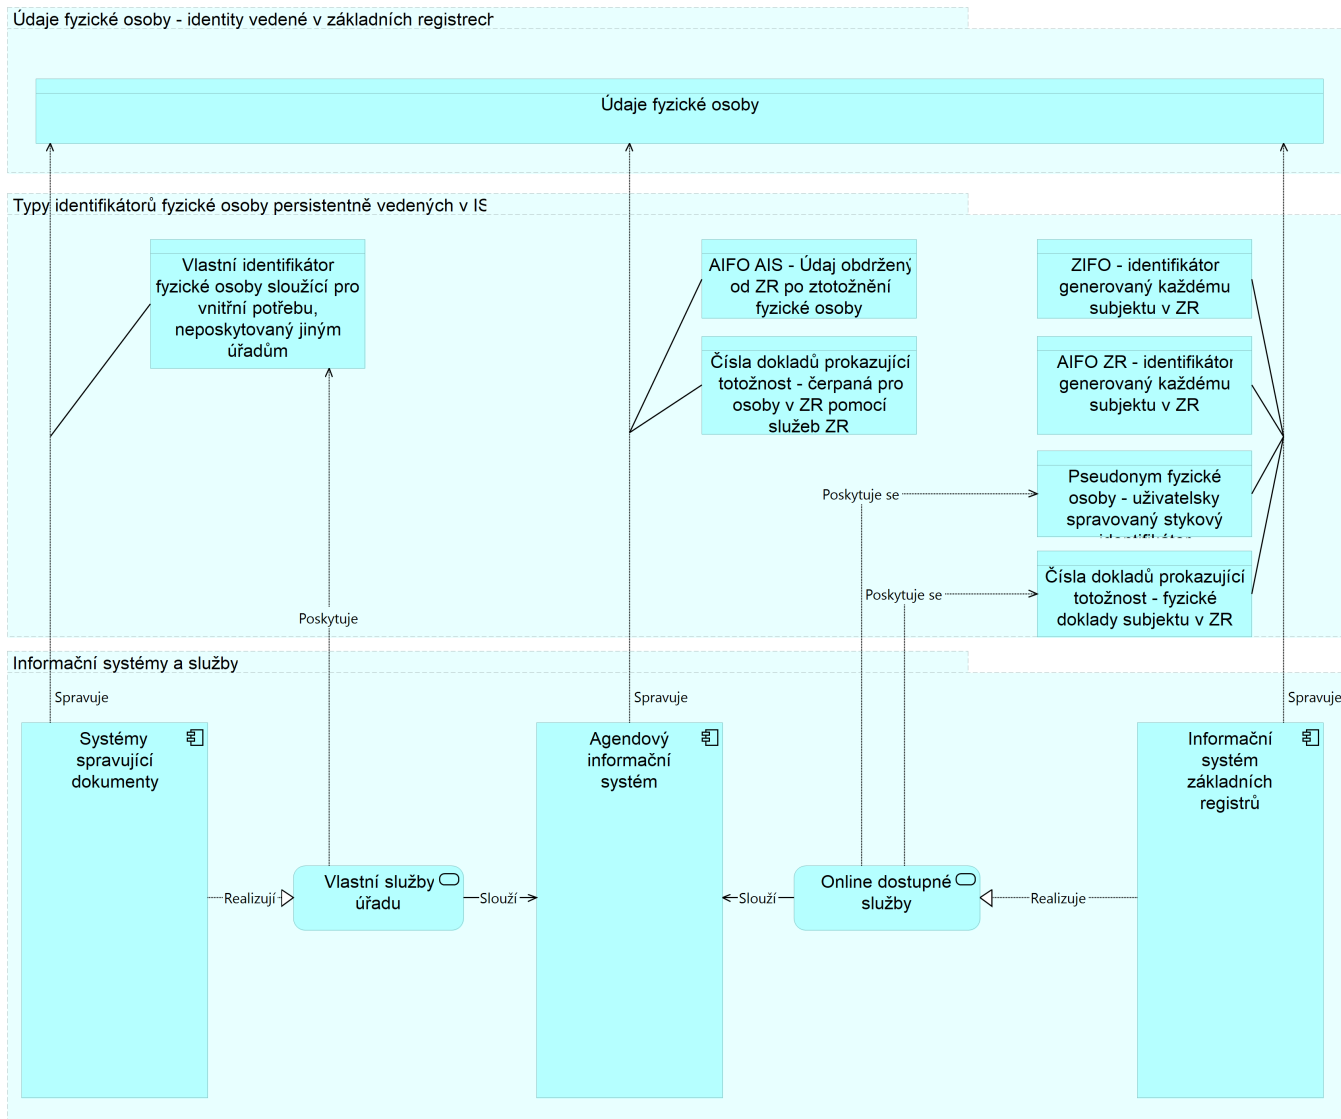 Údaje fyzické osoby - identity vedené v základních registrech
Údaje fyzické osoby
Typy identifikátorů fyzické osoby persistentně vedených v IS
Vlastní identifikátor
fyzické osoby sloužící pro
vnitřní potřebu,
neposkytovaný jiným
úřadům
AIFO AIS - Údaj obdržený
od ZR po ztotožnění
fyzické osoby
ZIFO - identifikátor
generovaný každému
subjektu v ZR
Čísla dokladů prokazující
totožnost - čerpaná pro
osoby v ZR pomocí
služeb ZR
AIFO ZR - identifikátor
generovaný každému
subjektu v ZR
Poskytuje se
Pseudonym fyzické
osoby - uživatelsky
spravovaný stykový
Poskytuje se
Čísla dokladů prokazující
totožnost - fyzické
doklady subjektu v ZR
Poskytuje
Informační systémy a služby
Spravuje
Spravuje
Spravuje
Systémy
spravující
dokumenty
Agendový
informační
systém
Informační
systém
základních
registrů
Realizují
Vlastní služby
úřadu
Slouží
Slouží
Online dostupné
služby
Realizuje